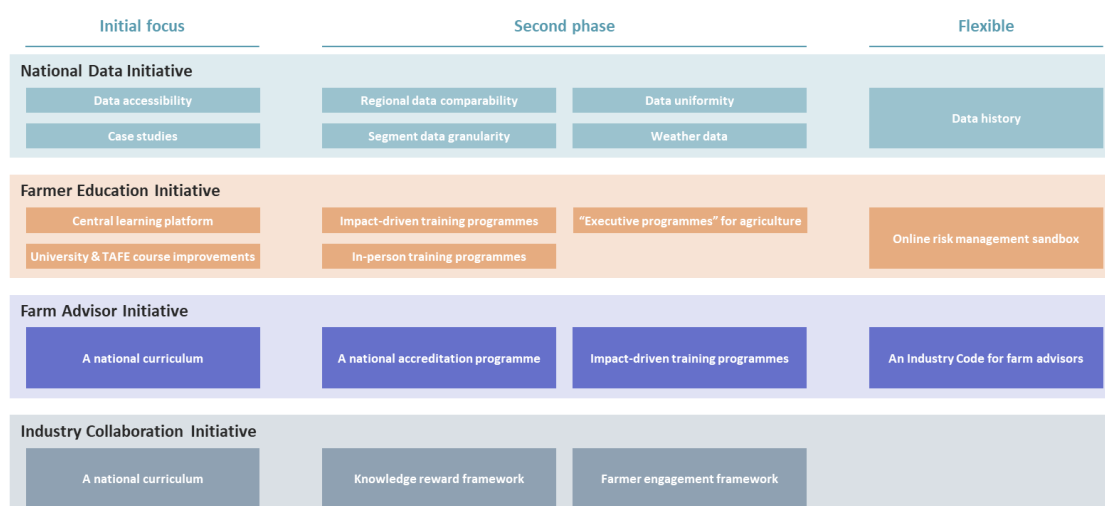 Initial focus
Second phase
Flexible
National Data Initiative
Data accessibility
Regional data comparability
Data uniformity
Data history
Case studies
Segment data granularity
Weather data
Farmer Education Initiative
Central learning platform
Impact-driven training programmes
“Executive programmes” for agriculture
Online risk management sandbox
University & TAFE course improvements
In-person training programmes
Farm Advisor Initiative
A national curriculum
A national accreditation programme
Impact-driven training programmes
An Industry Code for farm advisors
Industry Collaboration Initiative
A national curriculum
Knowledge reward framework
Farmer engagement framework